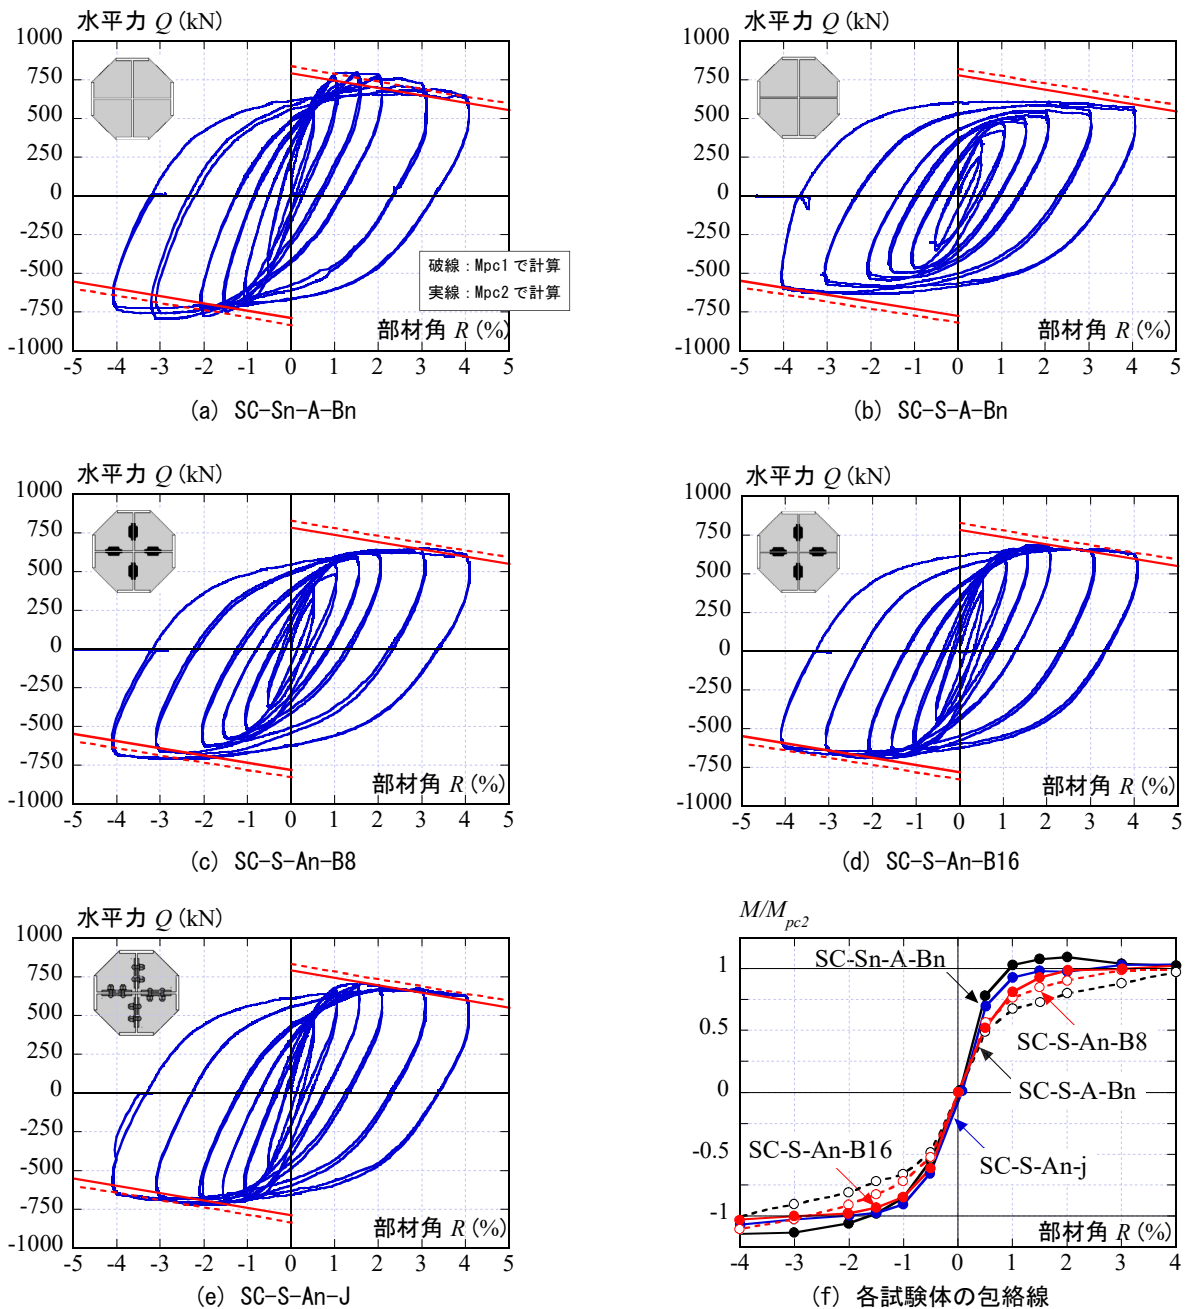 水平力 Q (kN)
1000
750
500
250
0
-250
-500
-750
-1000
-5 -4 -3 -2 -1 0 1 2 3 4 5
破線：Mpc1 で計算
実線：Mpc2 で計算
部材角 R (%)
(a) SC-Sn-A-Bn
水平力 Q (kN)
1000
750
500
250
0
-250
-500
-750
-1000
-5 -4 -3 -2 -1 0 1 2 3 4 5
部材角 R (%)
(b) SC-S-A-Bn
水平力 Q (kN)
1000
750
500
250
0
-250
-500
-750
-1000
-5 -4 -3 -2 -1 0 1 2 3 4 5
部材角 R (%)
(c) SC-S-An-B8
水平力 Q (kN)
1000
750
500
250
0
-250
-500
-750
-1000
-5 -4 -3 -2 -1 0 1 2 3 4 5
部材角 R (%)
(d) SC-S-An-B16
水平力 Q (kN)
1000
750
500
250
0
-250
-500
-750
-1000
-5 -4 -3 -2 -1 0 1 2 3 4 5
部材角 R (%)
(e) SC-S-An-J
M/Mpc2
1
0.5
0
-0.5
-1
-4 -3 -2 -1 0 1 2 3 4
SC-Sn-A-Bn
SC-S-An-B8
SC-S-A-Bn
SC-S-An-B16
SC-S-An-j
部材角 R (%)
(f) 各試験体の包絡線